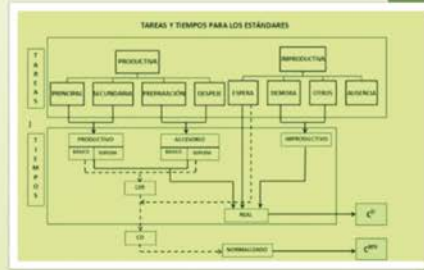 TAREAS Y TIEMPOS PARA LOS ESTÁNDARES
TAREAS
PRODUCTIVA
IMPRODUCTIVA
PRINCIPAL
SECUNDARIA
PREPARACIÓN
DESPEJE
ESPERA
DEMORA
OTROS
AUSENCIA
TIEMPOS
PRODUCTIVO
ACCESORIO
IMPRODUCTIVO
REAL
CD
NORMALIZADO